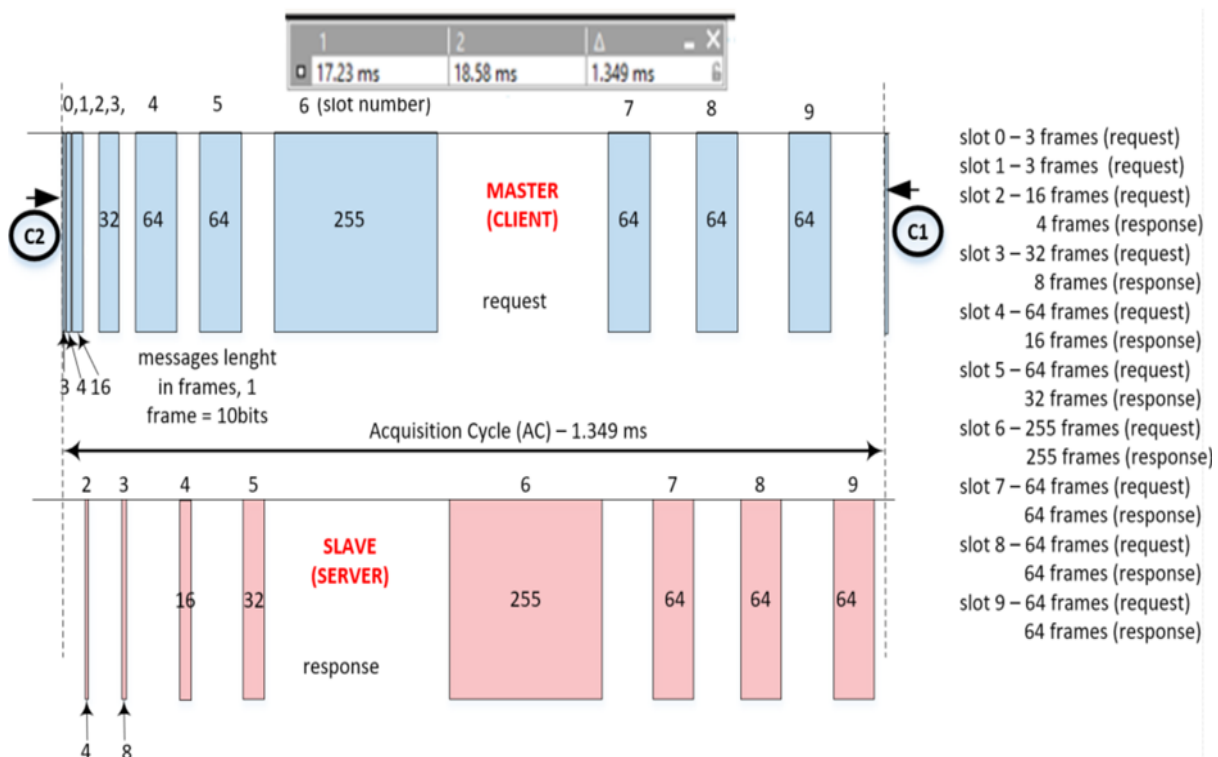 1 2 Δ
17.23 ms 18.58 ms 1.349 ms
0,1,2,3, 4 5 6 (slot number) 7 8 9
C2
32 64 64 255 64 64 64
MASTER
(CLIENT)
request
C1
3 4 16
messages lenght
in frames, 1
frame = 10bits
Acquisition Cycle (AC) – 1.349 ms
2 3 4 5 6 7 8 9
SLAVE
(SERVER)
16 32 255 64 64 64
response
4 8
slot 0 – 3 frames (request)
slot 1 – 3 frames (request)
slot 2 – 16 frames (request)
4 frames (response)
slot 3 – 32 frames (request)
8 frames (response)
slot 4 – 64 frames (request)
16 frames (response)
slot 5 – 64 frames (request)
32 frames (response)
slot 6 – 255 frames (request)
255 frames (response)
slot 7 – 64 frames (request)
64 frames (response)
slot 8 – 64 frames (request)
64 frames (response)
slot 9 – 64 frames (request)
64 frames (response)